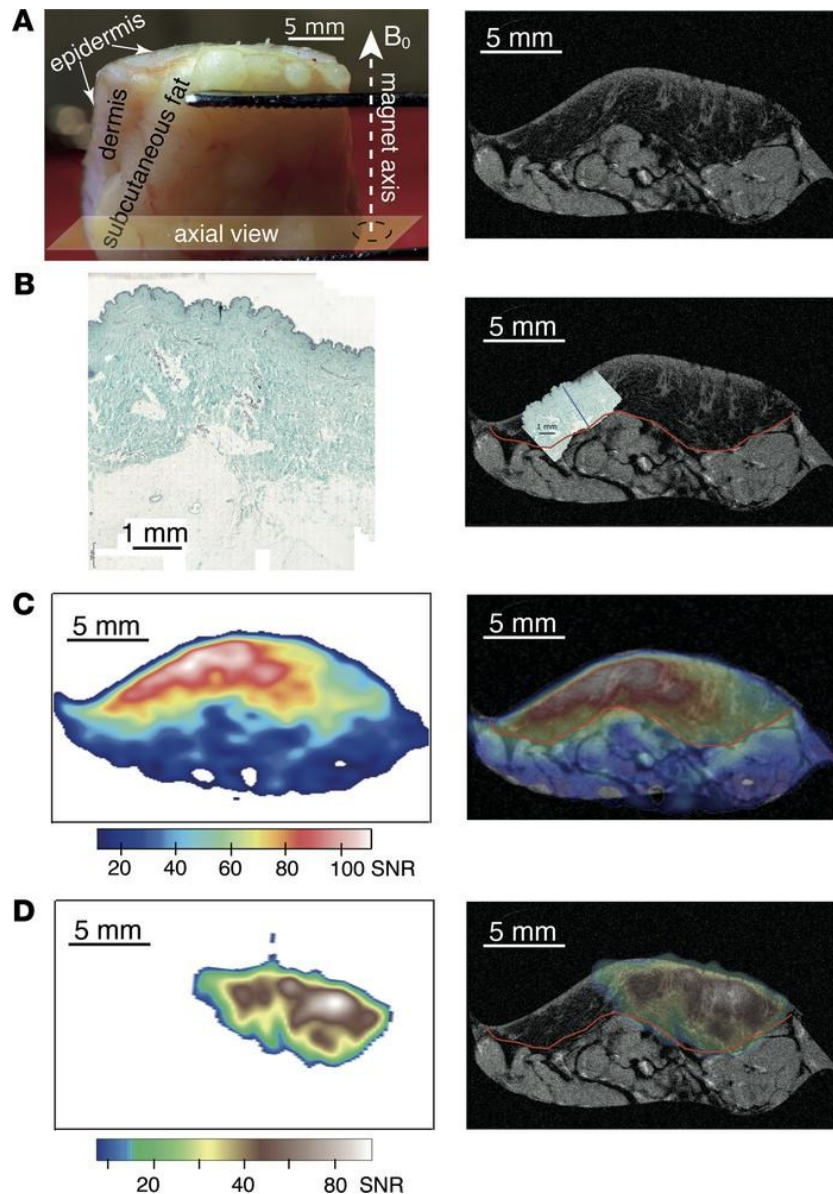 A
epidermis
dermis
subcutaneous fat
5 mm
B0
magnet axis
axial view
5 mm
B
1 mm
5 mm
1 mm
C
5 mm
20 40 60 80 100 SNR
5 mm
D
5 mm
20 40 80 SNR
5 mm